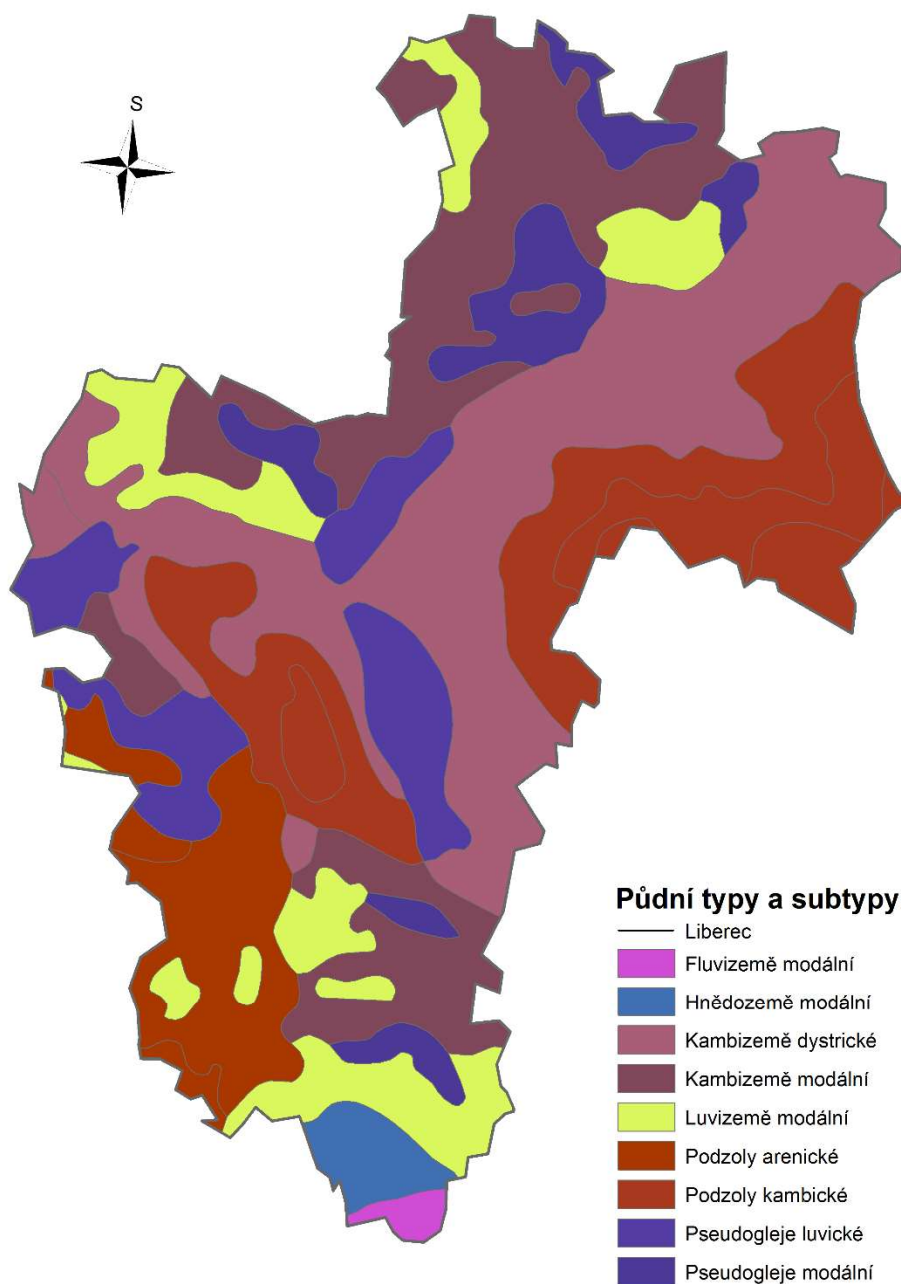 S
Půdní typy a subtypy
Liberec
Fluvizemě modální
Hnědozemě modální
Kambizemě dystrické
Kambizemě modální
Luvizemě modální
Podzoly arenické
Podzoly kambické
Pseudogleje luvické
Pseudogleje modální